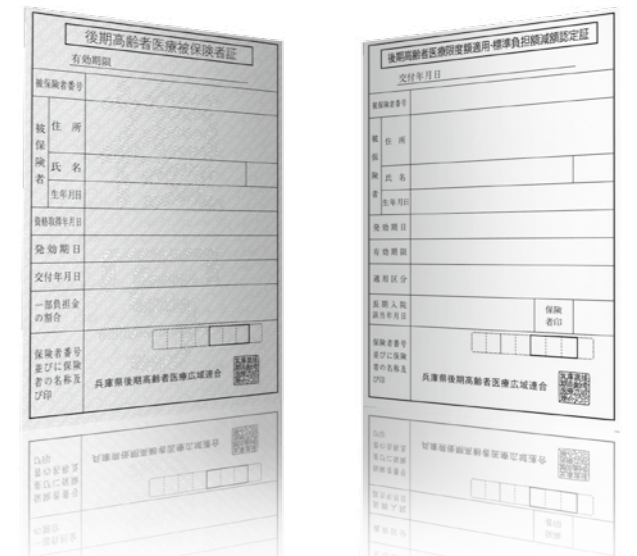 後期高齢者医療被保険者証
有効期限
被保険者番号
被保険者
住所
氏名
生年月日
資格取得年月日
発効期日
交付年月日
一部負担金
の割合
保険者番号
並びに保険
者の名称及
び印
兵庫県後期高齢者医療広域連合
後期高齢者医療限度額適用・標準負担額減額認定証
交付年月日
被保険者番号
被保険者
住所
氏名
生年月日
発効期日
有効期限
適用区分
長期入院
該当年月日
保険
者印
保険者番号
並びに保険
者の名称及
び印
兵庫県後期高齢者医療広域連合